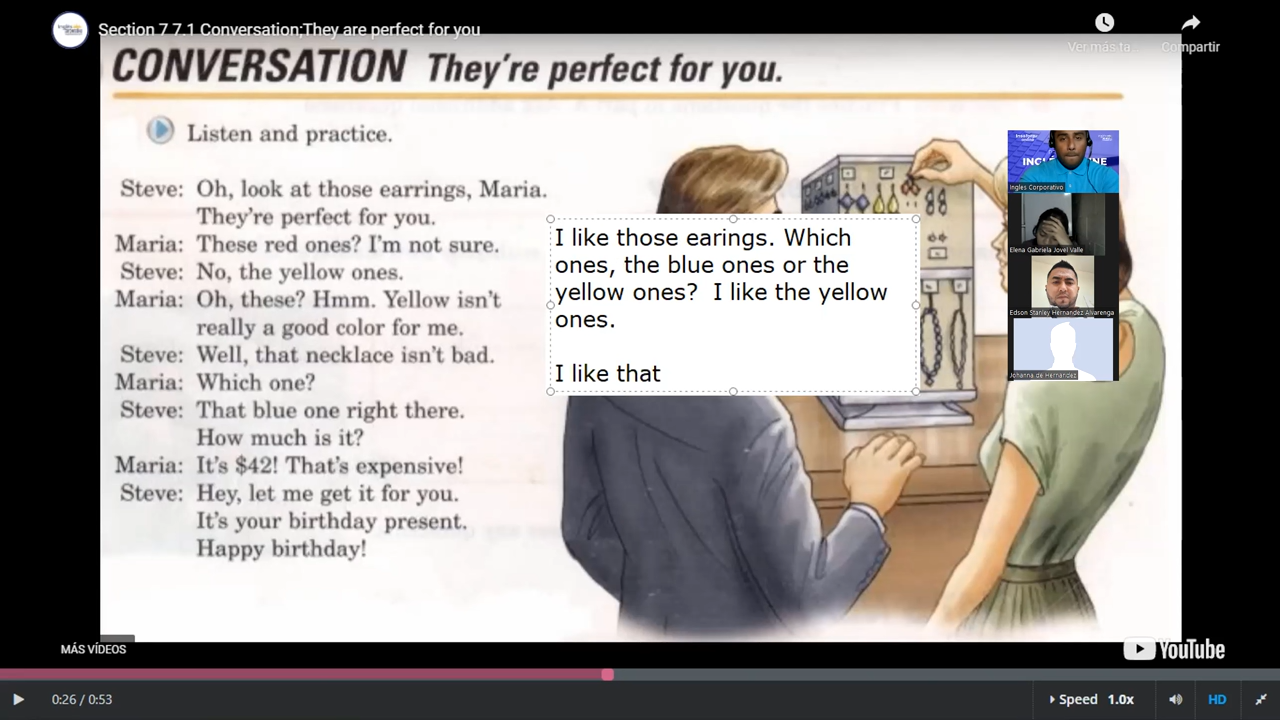 Section 7 7.1 Conversation;They are perfect for you
Ver más ta
Compartir
CONVERSATION They're perfect for you.
Listen and practice.
Steve: Oh, look at those earrings, Maria.
They're perfect for you.
Maria: These red ones? I'm not sure.
Steve: No, the yellow ones.
Maria: Oh, these? Hmm. Yellow isn't
really a good color for me.
Steve: Well, that necklace isn't bad.
Maria: Which one?
Steve: That blue one right there.
How much is it?
Maria: It's $42! That's expensive!
Steve: Hey, let me get it for you.
It's your birthday present.
Happy birthday!
I like those earings. Which
ones, the blue ones or the
yellow ones? I like the yellow
ones.
I like that
Ingles Corporativo
Elena Gabriela Jovel Valle
Edson Stanley Hernandez Alvarenga
Johanna de Hernandez
MÁS VÍDEOS
YouTube
0:26 / 0:53
Speed 1.0x
HD